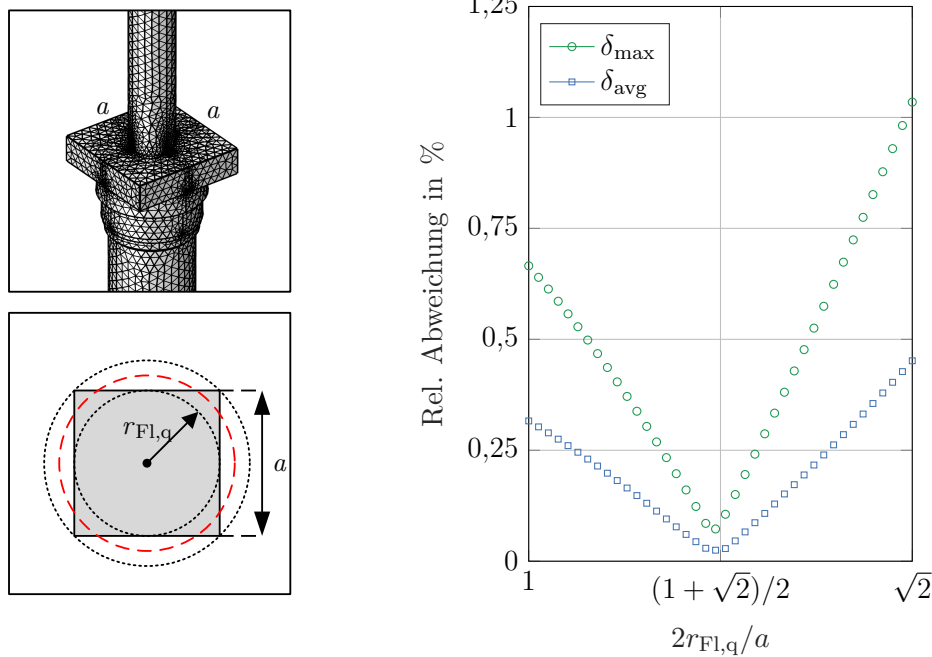 a a
r_Fl,q
a
Rel. Abweichung in %
1,25
1
0,75
0,5
0,25
0
δ_max
δ_avg
1 (1 + √2)/2 √2
2r_Fl,q/a